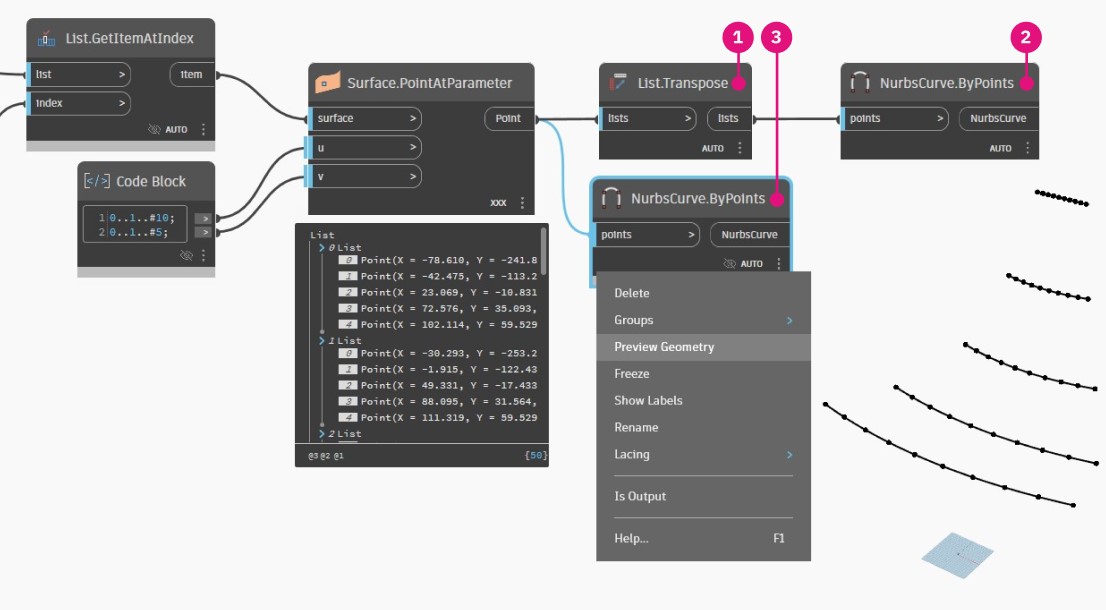 List.GetItemAtIndex
list >
item
index >
AUTO
Code Block
1 0..1..#10; >
2 0..1..#5; >
Surface.PointAtParameter
surface >
Point
u >
v >
XXX
List
0 List
0 Point(X = -78.610, Y = -241.8
1 Point(X = -42.475, Y = -113.2
2 Point(X = 23.069, Y = -10.831
3 Point(X = 72.576, Y = 35.093,
4 Point(X = 102.114, Y = 59.529
1 List
0 Point(X = -30.293, Y = -253.2
1 Point(X = -1.915, Y = -122.43
2 Point(X = 49.331, Y = -17.433
3 Point(X = 88.095, Y = 31.564,
4 Point(X = 111.319, Y = 59.529
2 List
@3 @2 @1
{50}
1
3
2
List.Transpose
lists >
lists
AUTO
NurbsCurve.ByPoints
points >
NurbsCurve
AUTO
NurbsCurve.ByPoints
points >
NurbsCurve
AUTO
Delete
Groups >
Preview Geometry
Freeze
Show Labels
Rename
Lacing >
Is Output
Help... F1